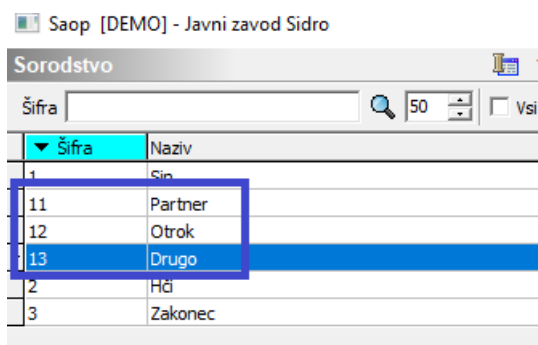 Saop [DEMO] - Javni zavod Sidro
Sorodstvo
Šifra 50 Vsi
Šifra Naziv
1 Sin
11 Partner
12 Otrok
13 Drugo
2 Hči
3 Zakonec